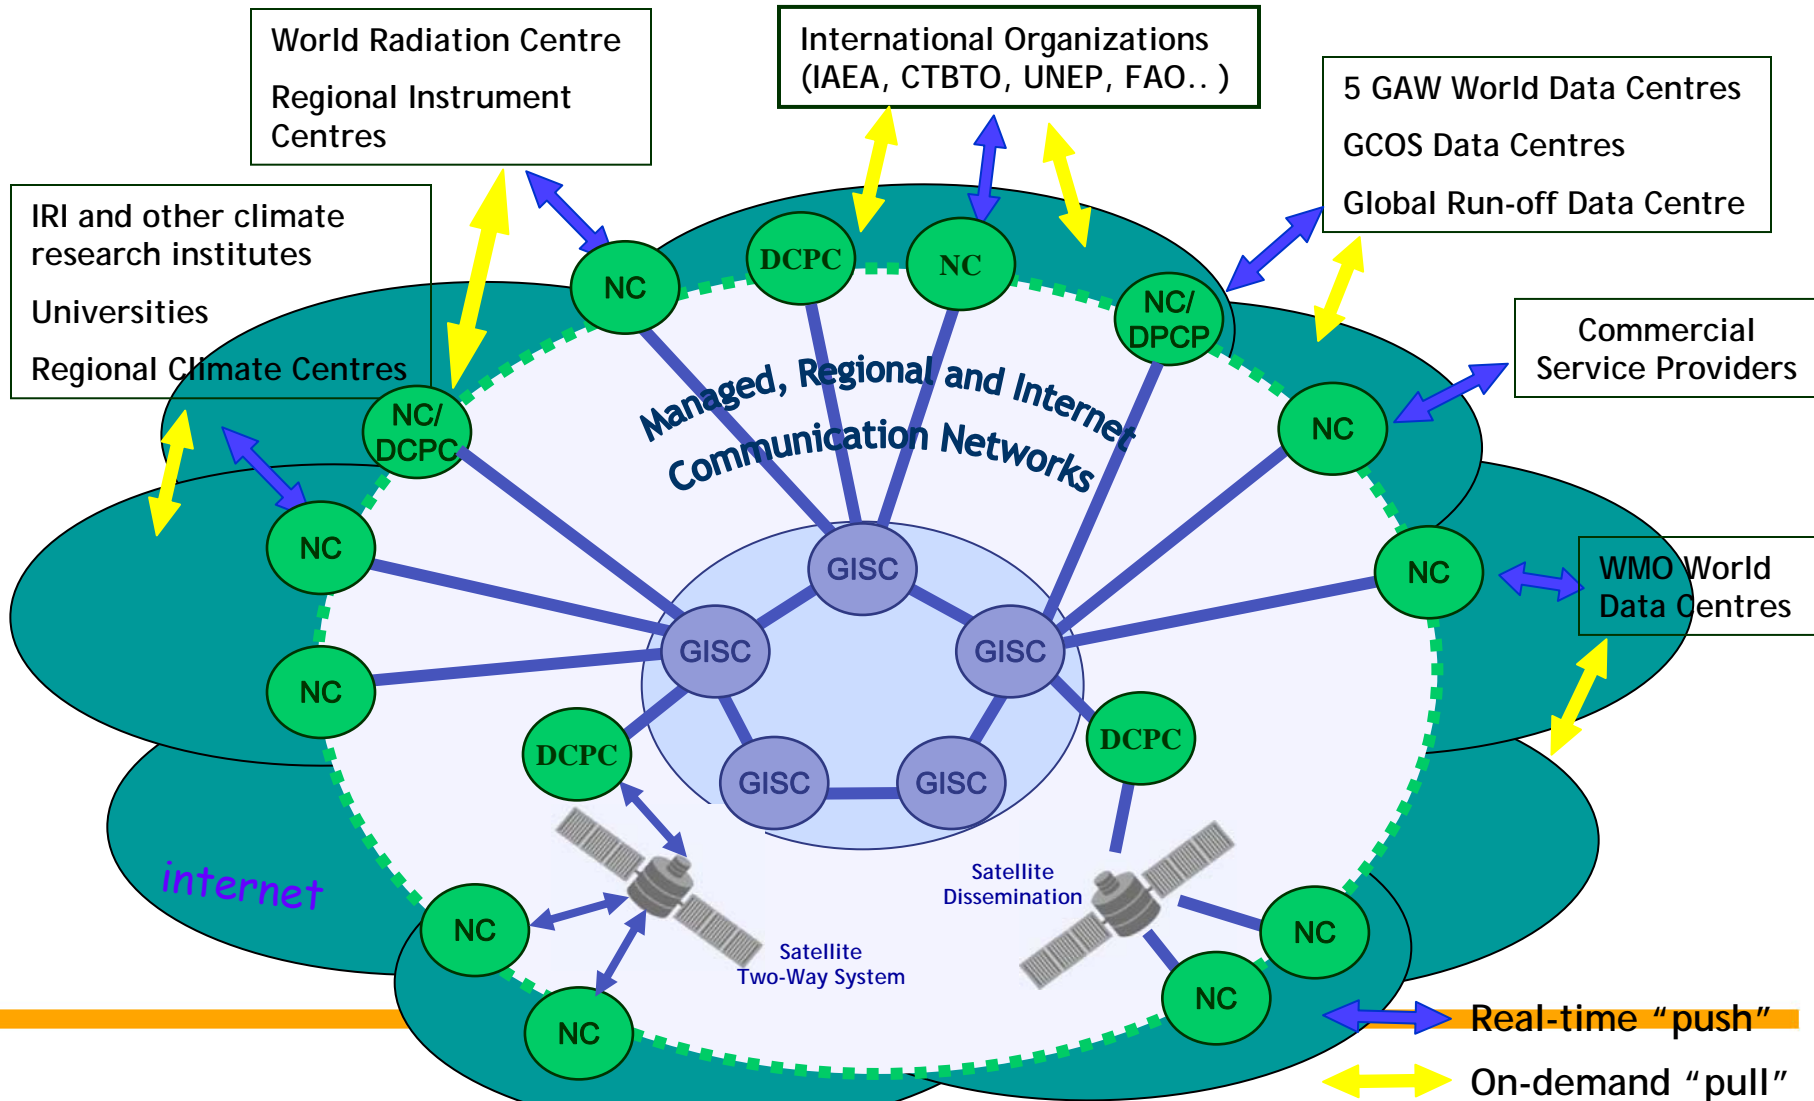 World Radiation Centre
Regional Instrument
Centres
International Organizations
(IAEA, CTBTO, UNEP, FAO.. )
5 GAW World Data Centres
GCOS Data Centres
Global Run-off Data Centre
IRI and other climate
research institutes
Universities
Regional Climate Centres
Commercial
Service Providers
WMO World
Data Centres
NC
DCPC
NC
NC/
DPCP
NC/
DCPC
NC
NC
NC
NC
Managed, Regional and Internet
Communication Networks
GISC
GISC
GISC
GISC
GISC
DCPC
DCPC
internet
Satellite
Dissemination
Satellite
Two-Way System
NC
NC
NC
NC
Real-time “push”
On-demand “pull”